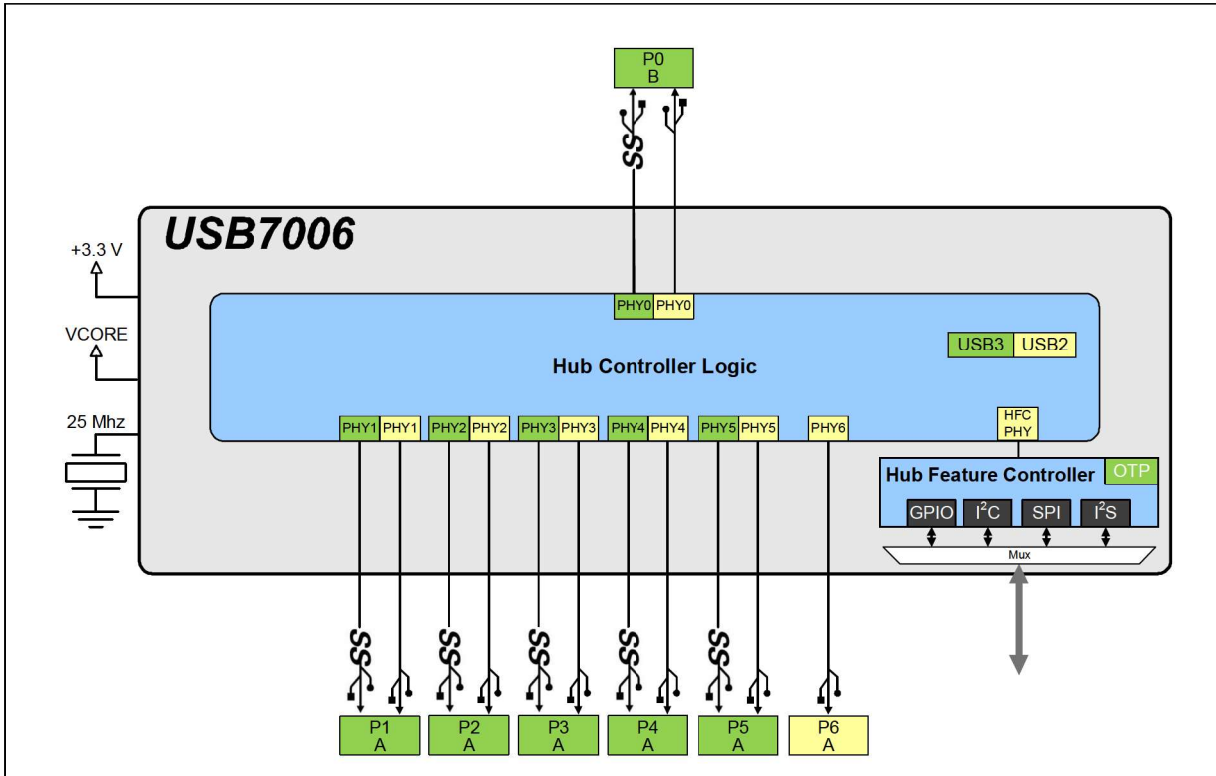 P0
B
SS
USB7006
+3.3 V
VCORE
25 Mhz
PHY0 PHY0
USB3 USB2
Hub Controller Logic
PHY1 PHY1 PHY2 PHY2 PHY3 PHY3 PHY4 PHY4 PHY5 PHY5 PHY6
HFC
PHY
Hub Feature Controller OTP
GPIO I²C SPI I²S
Mux
SS SS SS SS SS
P1
A
P2
A
P3
A
P4
A
P5
A
P6
A